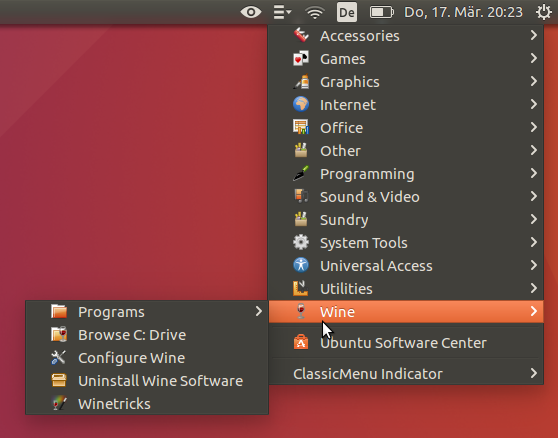 De Do, 17. Mär. 20:23
Accessories
Games
Graphics
Internet
Office
Other
Programming
Sound & Video
Sundry
System Tools
Universal Access
Utilities
Wine
Ubuntu Software Center
ClassicMenu Indicator
Programs
Browse C: Drive
Configure Wine
Uninstall Wine Software
Winetricks